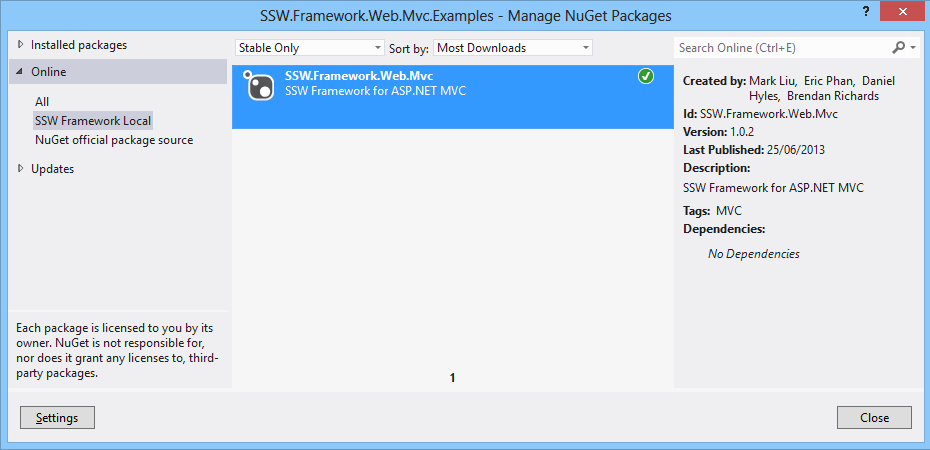 SSW.Framework.Web.Mvc.Examples - Manage NuGet Packages
?
Installed packages
Online
All
SSW Framework Local
NuGet official package source
Updates
Each package is licensed to you by its
owner. NuGet is not responsible for,
nor does it grant any licenses to, third-
party packages.
Settings
Stable Only
Sort by: Most Downloads
SSW.Framework.Web.Mvc
SSW Framework for ASP.NET MVC
1
Search Online (Ctrl+E)
Created by: Mark Liu, Eric Phan, Daniel
Hyles, Brendan Richards
Id: SSW.Framework.Web.Mvc
Version: 1.0.2
Last Published: 25/06/2013
Description:
SSW Framework for ASP.NET MVC
Tags: MVC
Dependencies:
No Dependencies
Close